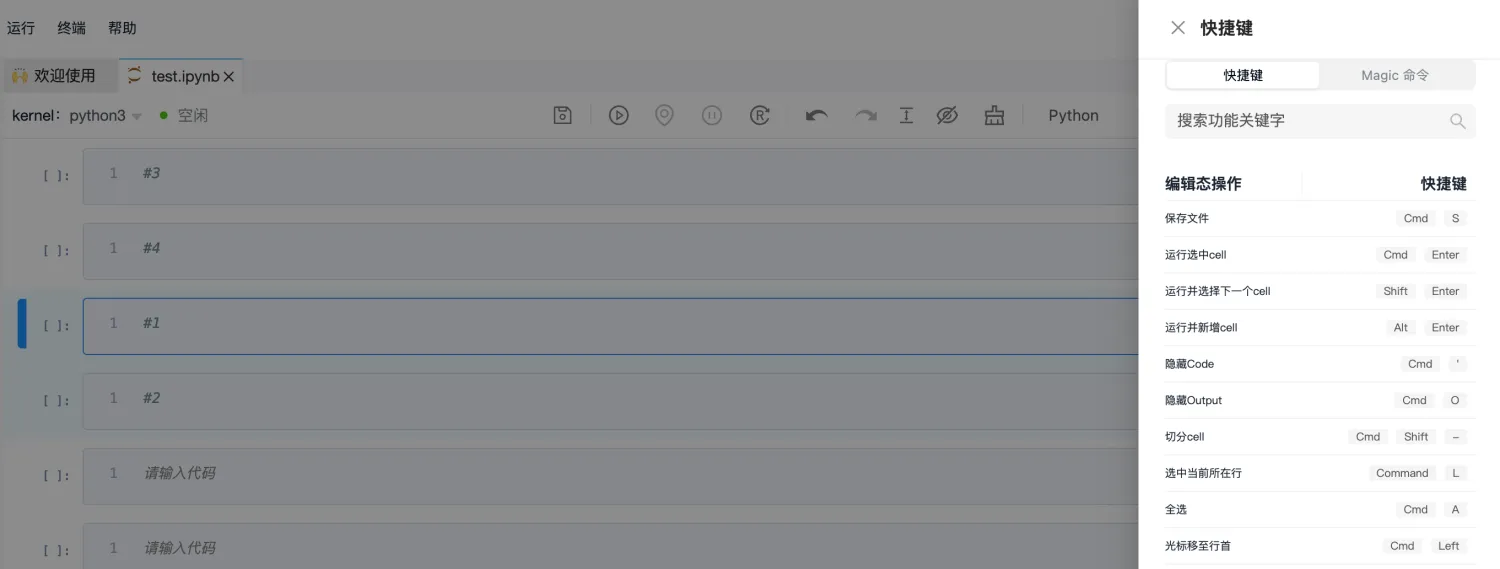 运行 终端 帮助
欢迎使用 test.ipynb
kernel: python3 空闲 Python
[ ]: 1 #3
[ ]: 1 #4
[ ]: 1 #1
[ ]: 1 #2
[ ]: 1 请输入代码
[ ]: 1 请输入代码
快捷键
快捷键 Magic 命令
搜索功能关键字
编辑态操作 快捷键
保存文件 Cmd S
运行选中cell Cmd Enter
运行并选择下一个cell Shift Enter
运行并新增cell Alt Enter
隐藏Code Cmd '
隐藏Output Cmd O
切分cell Cmd Shift –
选中当前所在行 Command L
全选 Cmd A
光标移至行首 Cmd Left